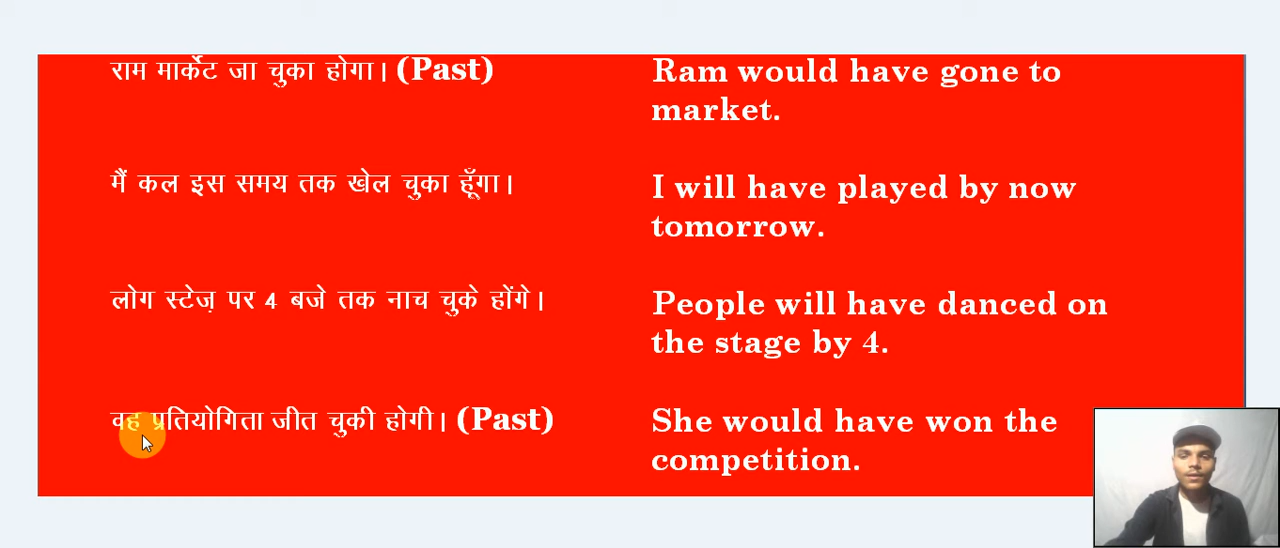 राम मार्केट जा चुका होगा। (Past)
Ram would have gone to
market.
मैं कल इस समय तक खेल चुका हूँगा।
I will have played by now
tomorrow.
लोग स्टेज़ पर 4 बजे तक नाच चुके होंगे।
People will have danced on
the stage by 4.
वह प्रतियोगिता जीत चुकी होगी। (Past)
She would have won the
competition.